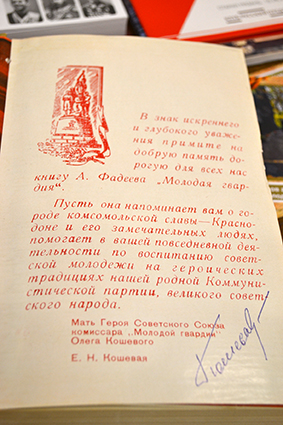 В знак искреннего
и глубокого уваже-
ния примите на
добрую память до-
рогую для всех нас
книгу А. Фадеева „Молодая гвар-
дия“.
Пусть она напоминает вам о го-
роде комсомольской славы—Красно-
доне и его замечательных людях,
помогает в вашей повседневной дея-
тельности по воспитанию совет-
ской молодежи на героических
традициях нашей родной Коммуни-
стической партии, великого совет-
ского народа.
Мать Героя Советского Союза
комиссара „Молодой гвардии“
Олега Кошевого
Е. Н. Кошевая